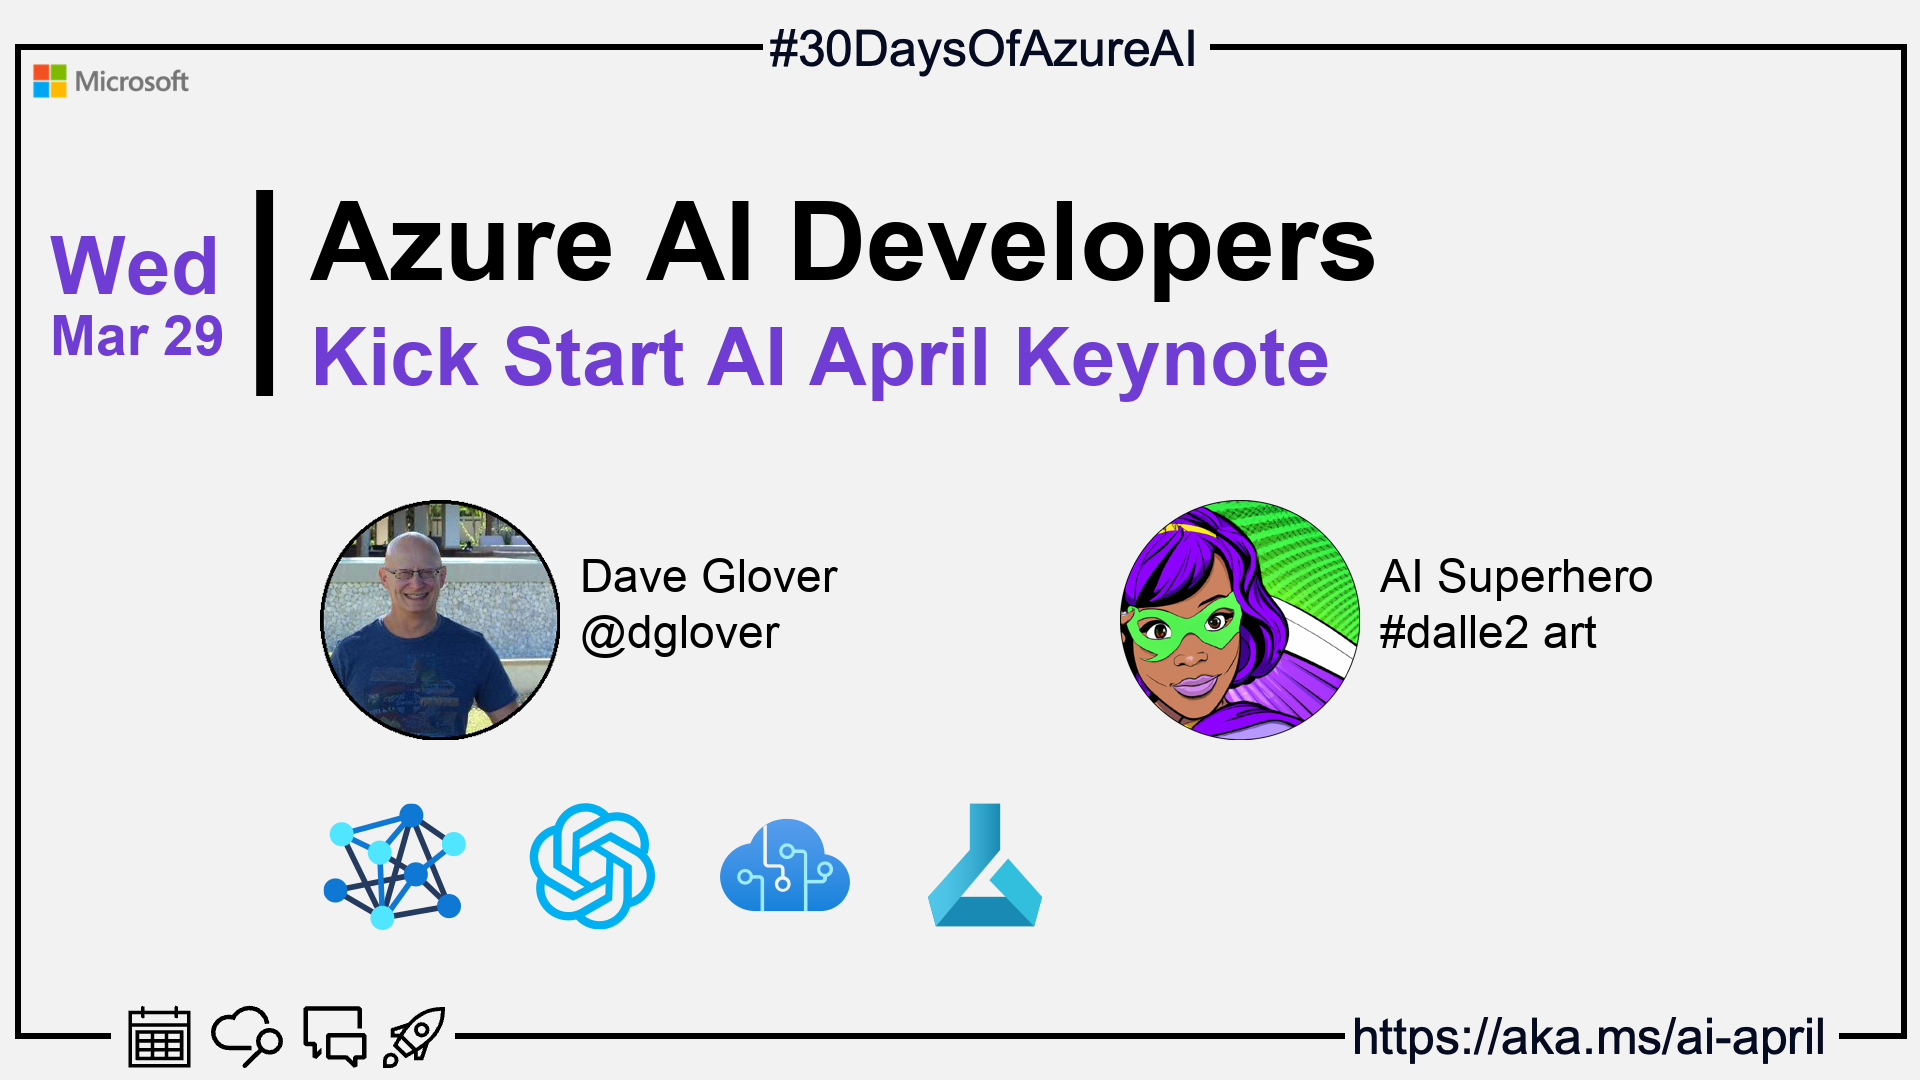 #30DaysOfAzureAI
Microsoft
Wed
Mar 29
Azure AI Developers
Kick Start AI April Keynote
Dave Glover
@dglover
AI Superhero
#dalle2 art
https://aka.ms/ai-april